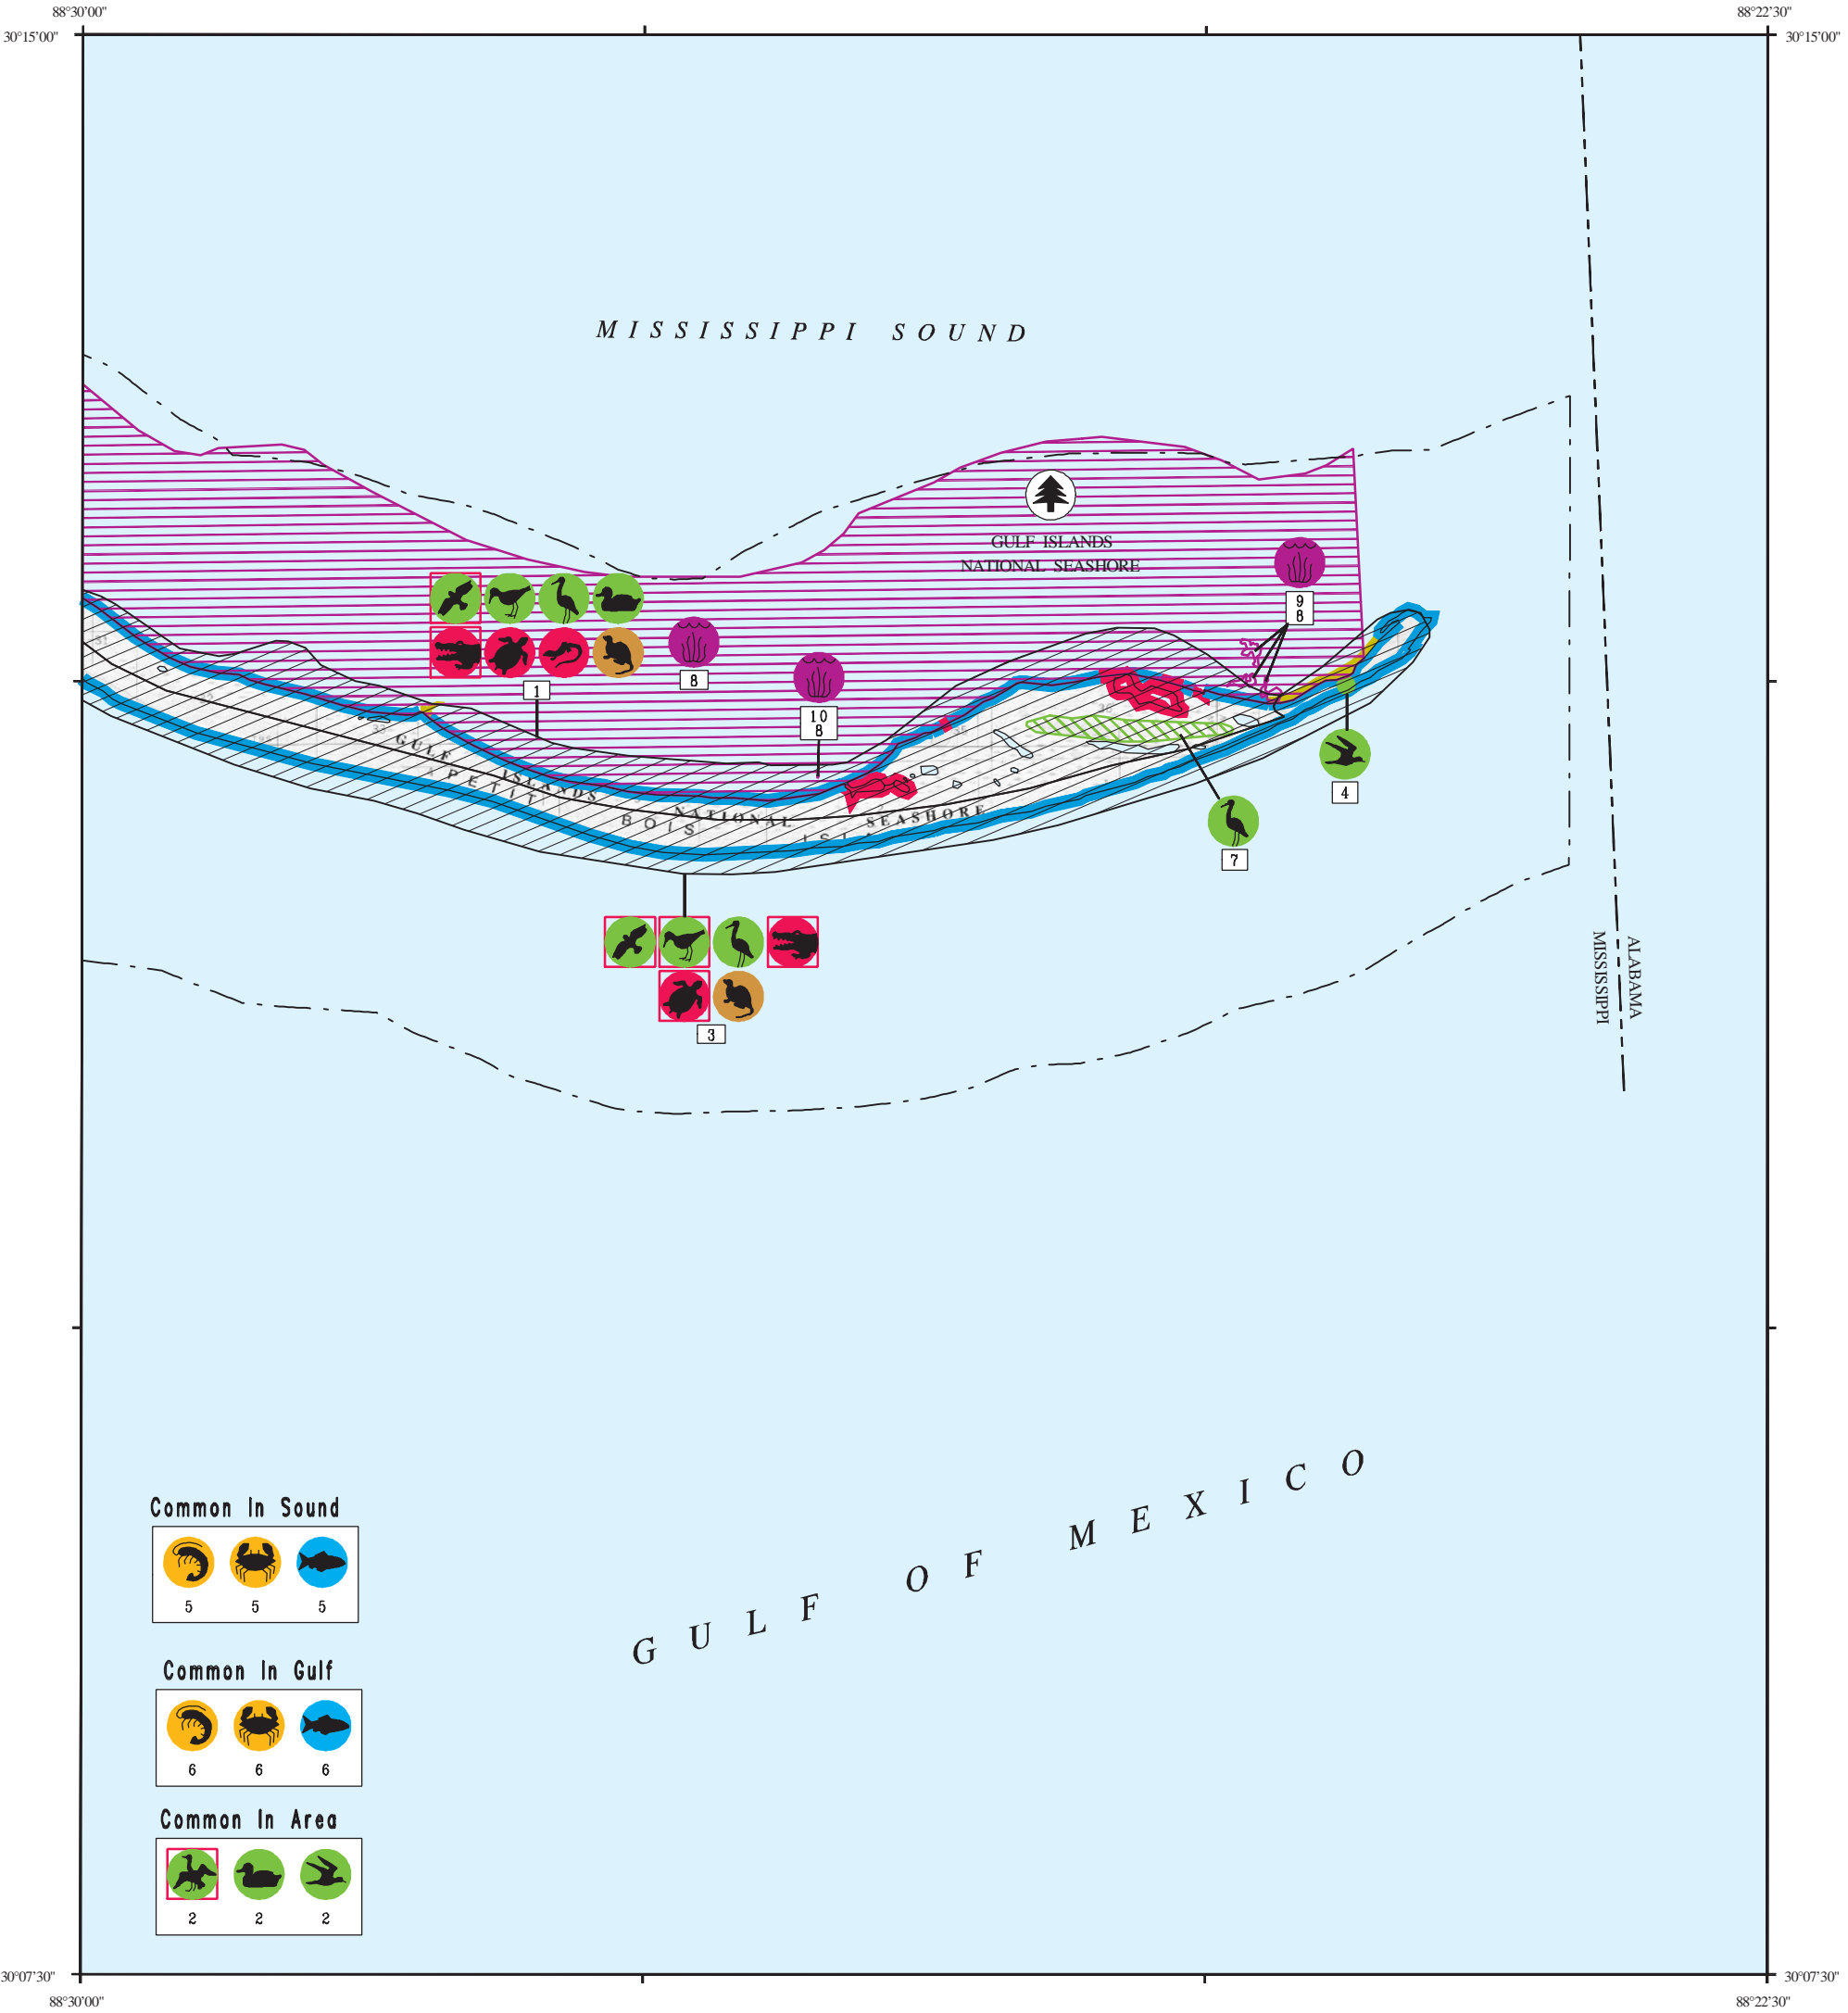 88°30'00" 88°22'30"
30°15'00" 30°15'00"
MISSISSIPPI SOUND
GULF ISLANDS
NATIONAL SEASHORE
9
8
1
8
10
8
36
35
GULF ISLANDS NATIONAL SEASHORE
PETIT BOIS
4
7
3
ALABAMA
MISSISSIPPI
GULF OF MEXICO
Common In Sound
5 5 5
Common In Gulf
6 6 6
Common In Area
2 2 2
30°07'30" 30°07'30"
88°30'00" 88°22'30"